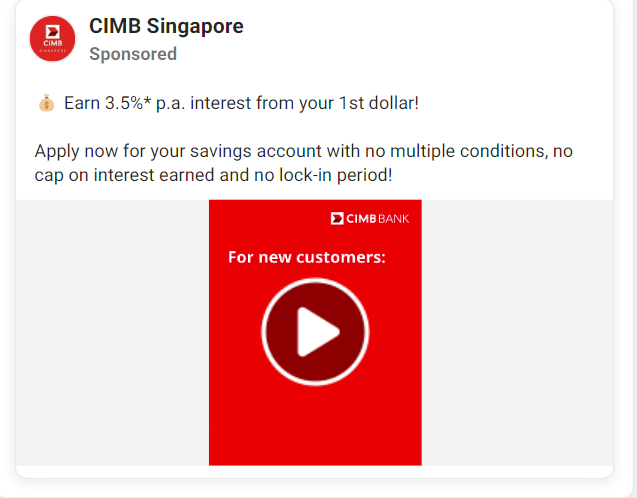 CIMB
SINGAPORE
CIMB Singapore
Sponsored
💰 Earn 3.5%* p.a. interest from your 1st dollar!
Apply now for your savings account with no multiple conditions, no
cap on interest earned and no lock-in period!
CIMB BANK
For new customers: